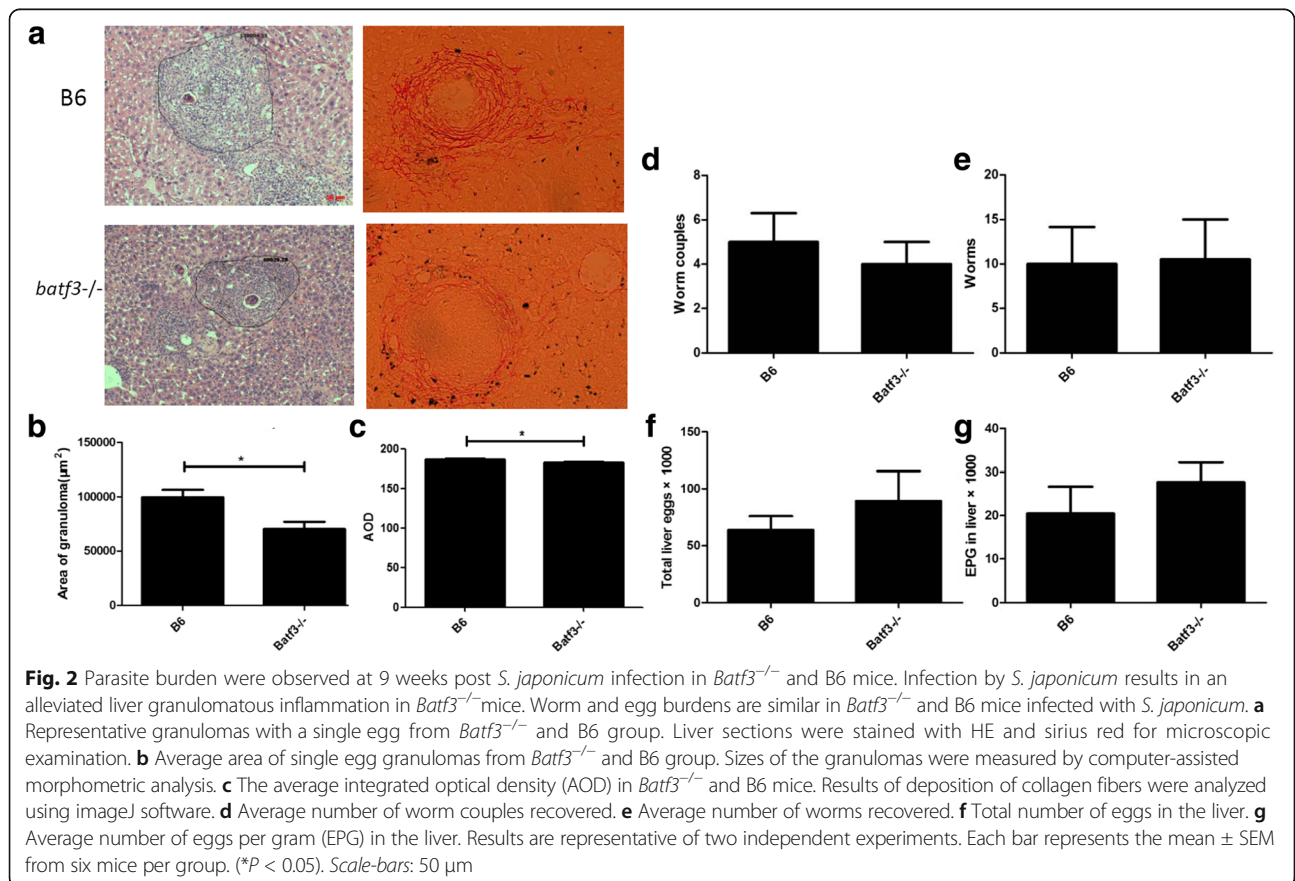 a
B6
50 μm
batf3-/-
b
Area of granuloma(μm²)
150000
100000
50000
0
*
B6
Batf3-/-
c
AOD
200
150
100
50
0
*
B6
Batf3-/-
d
Worm couples
8
6
4
2
0
B6
Batf3-/-
e
Worms
20
15
10
5
0
B6
Batf3-/-
f
Total liver eggs × 1000
150
100
50
0
B6
Batf3-/-
g
EPG in liver × 1000
40
30
20
10
0
B6
Batf3-/-
Fig. 2 Parasite burden were observed at 9 weeks post S. japonicum infection in Batf3−/− and B6 mice. Infection by S. japonicum results in an
alleviated liver granulomatous inflammation in Batf3−/−mice. Worm and egg burdens are similar in Batf3−/− and B6 mice infected with S. japonicum. a
Representative granulomas with a single egg from Batf3−/− and B6 group. Liver sections were stained with HE and sirius red for microscopic
examination. b Average area of single egg granulomas from Batf3−/− and B6 group. Sizes of the granulomas were measured by computer-assisted
morphometric analysis. c The average integrated optical density (AOD) in Batf3−/− and B6 mice. Results of deposition of collagen fibers were analyzed
using imageJ software. d Average number of worm couples recovered. e Average number of worms recovered. f Total number of eggs in the liver. g
Average number of eggs per gram (EPG) in the liver. Results are representative of two independent experiments. Each bar represents the mean ± SEM
from six mice per group. (*P < 0.05). Scale-bars: 50 μm